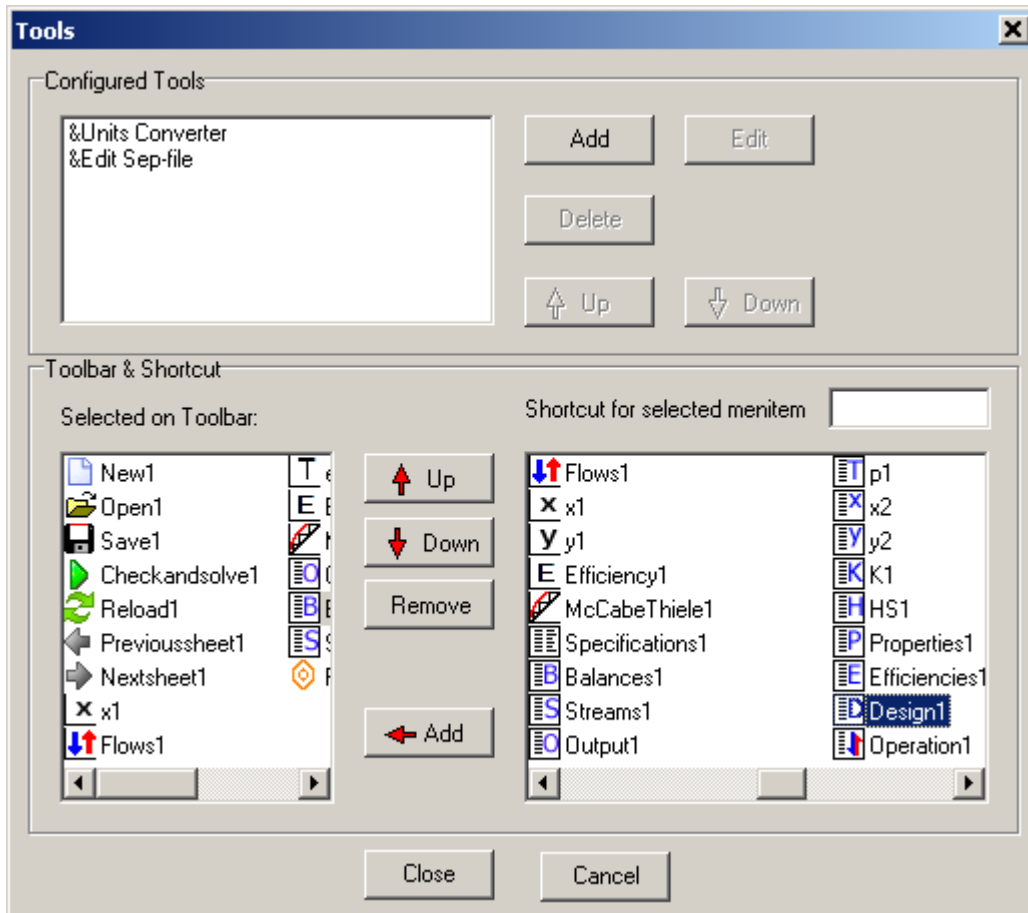 Tools
Configured Tools
&Units Converter
&Edit Sep-file
Add
Edit
Delete
Up
Down
Toolbar & Shortcut
Selected on Toolbar:
Shortcut for selected menitem
New1
Open1
Save1
Checkandsolve1
Reload1
Previoussheet1
Nextsheet1
x x1
Flows1
T
E
O
B
S
Up
Down
Remove
Add
Flows1
x x1
y y1
E Efficiency1
McCabeThiele1
Specifications1
B Balances1
S Streams1
O Output1
T p1
x x2
y y2
K K1
H HS1
P Properties1
E Efficiencies1
D Design1
Operation1
Close
Cancel